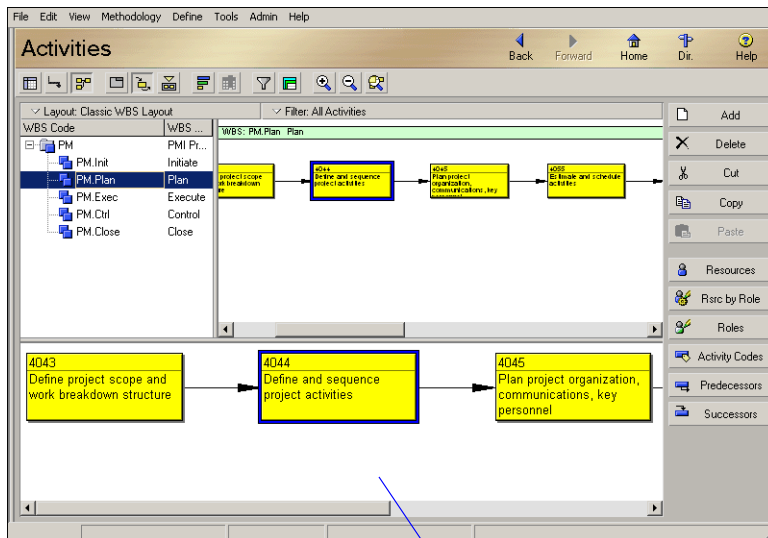 File Edit View Methodology Define Tools Admin Help
Activities
Back Forward Home Dir. Help
Layout: Classic WBS Layout Filter: All Activities
WBS Code WBS ...
PM PMI Pr...
PM.Init Initiate
PM.Plan Plan
PM.Exec Execute
PM.Ctrl Control
PM.Close Close
WBS: PM.Plan Plan
project scope
4044
Define and sequence
project activities
4045
Plan project
organization,
communications, key
personnel
4055
Estimate and schedule
activities
4043
Define project scope and
work breakdown structure
4044
Define and sequence
project activities
4045
Plan project organization,
communications, key
personnel
Add
Delete
Cut
Copy
Paste
Resources
Rsrc by Role
Roles
Activity Codes
Predecessors
Successors